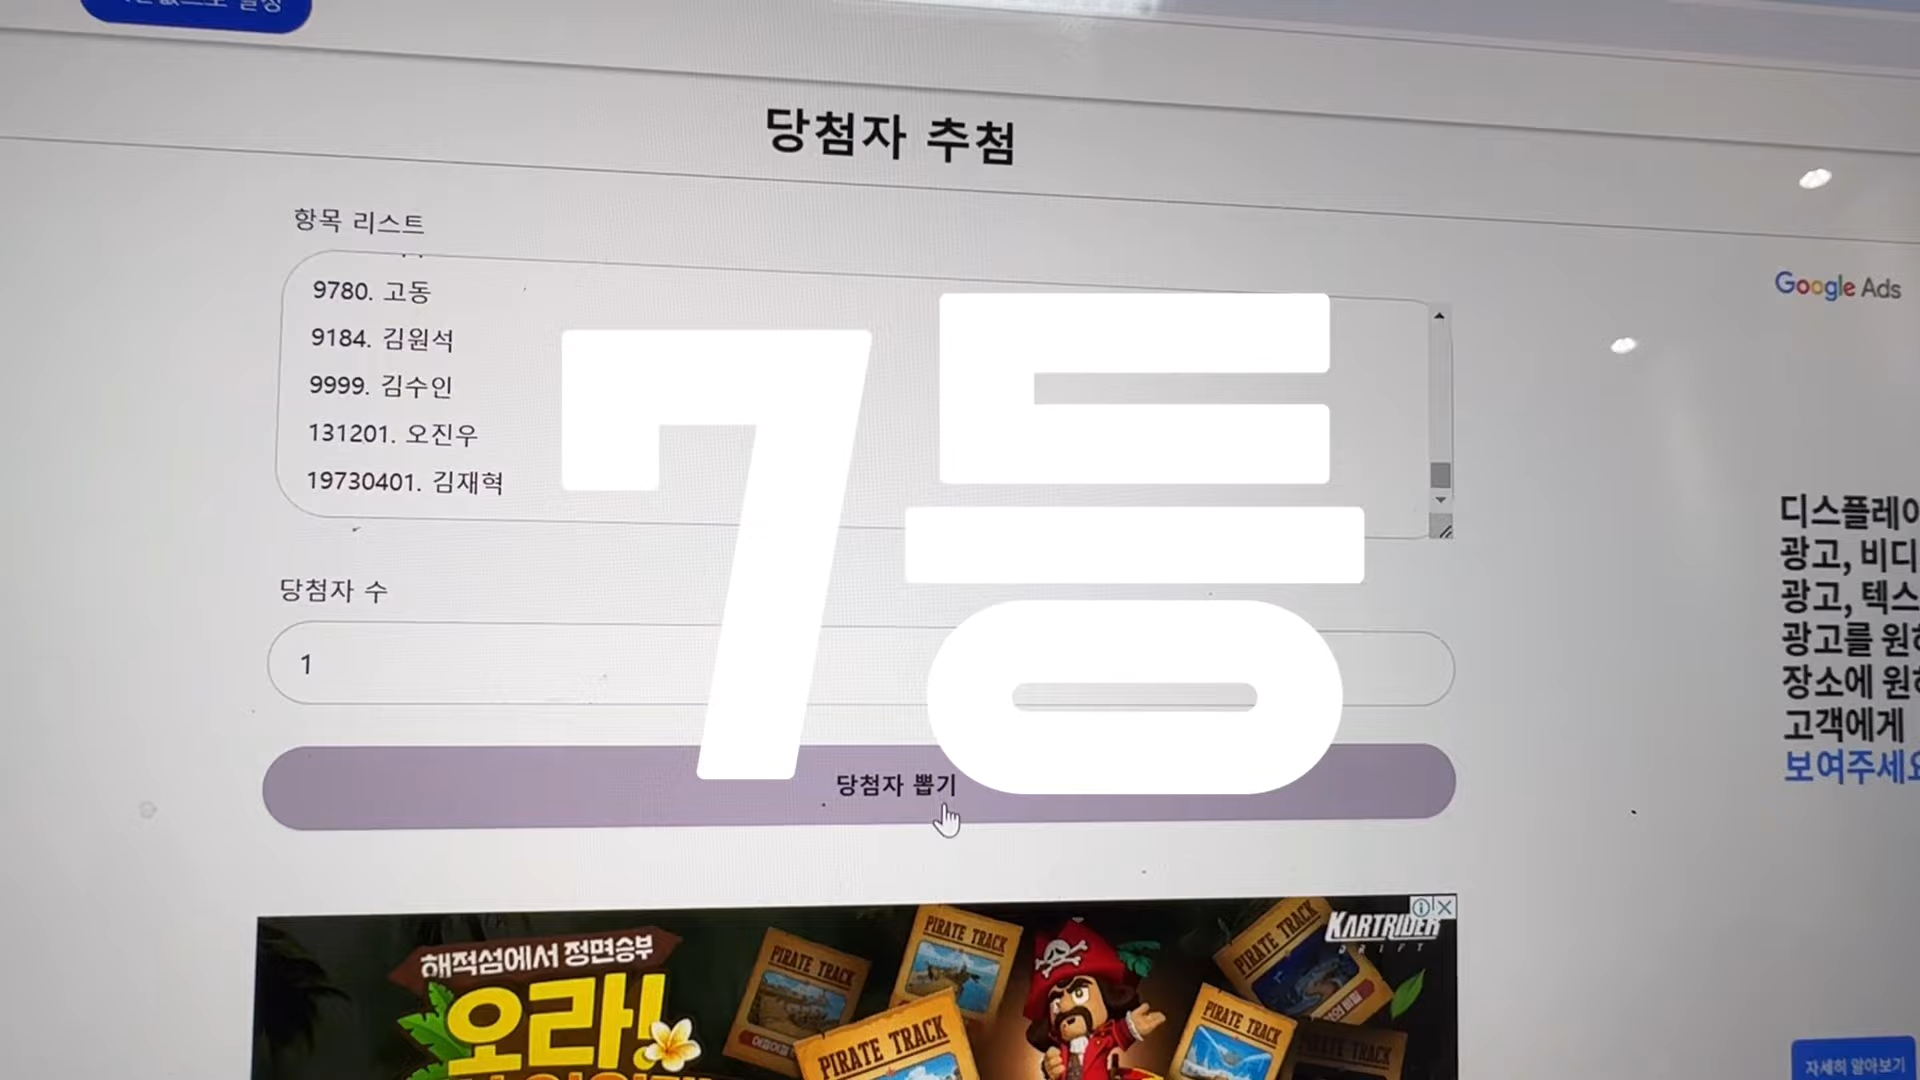 당첨자 추첨
항목 리스트
9780. 고동
9184. 김원석
9999. 김수인
131201. 오진우
19730401. 김재혁
7등
당첨자 수
1
당첨자 뽑기
Google Ads
디스플레이
광고, 비디
광고, 텍스
광고를 원하
장소에 원하
고객에게
보여주세요
자세히 알아보기
해적섬에서 정면승부
오라!
PIRATE TRACK
PIRATE TRACK
PIRATE TRACK
PIRATE TRACK
PIRATE TRACK
PIRATE TRACK
KARTRIDER
DRIFT